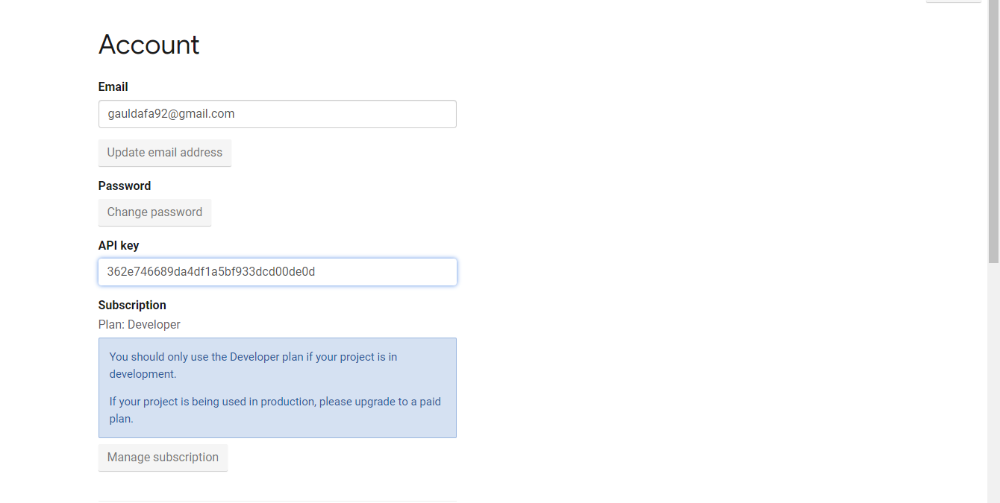 Account
Email
gauldafa92@gmail.com
Update email address
Password
Change password
API key
362e746689da4df1a5bf933dcd00de0d
Subscription
Plan: Developer
You should only use the Developer plan if your project is in
development.
If your project is being used in production, please upgrade to a paid
plan.
Manage subscription